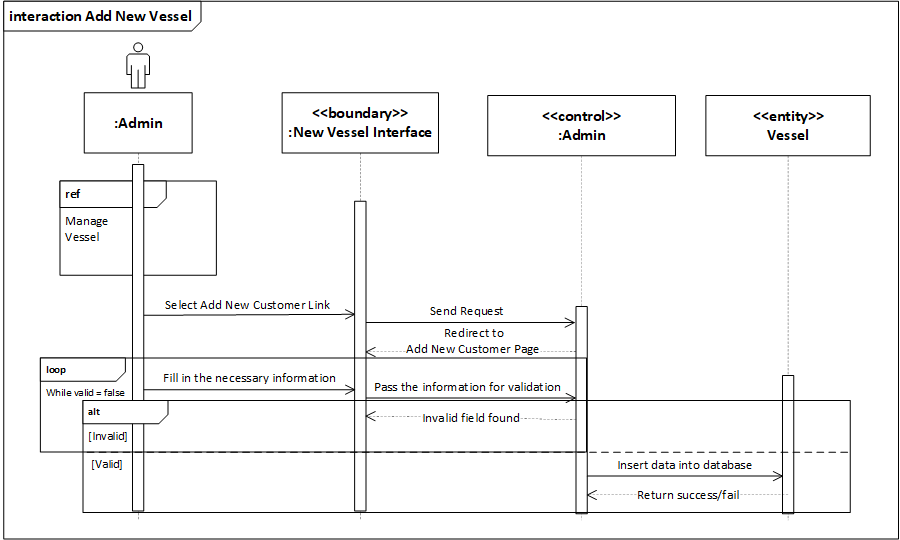 interaction Add New Vessel
:Admin
<<boundary>>
:New Vessel Interface
<<control>>
:Admin
<<entity>>
Vessel
ref
Manage
Vessel
Select Add New Customer Link
Send Request
Redirect to
Add New Customer Page
loop
While valid = false
Fill in the necessary information
Pass the information for validation
alt
[Invalid]
Invalid field found
[Valid]
Insert data into database
Return success/fail